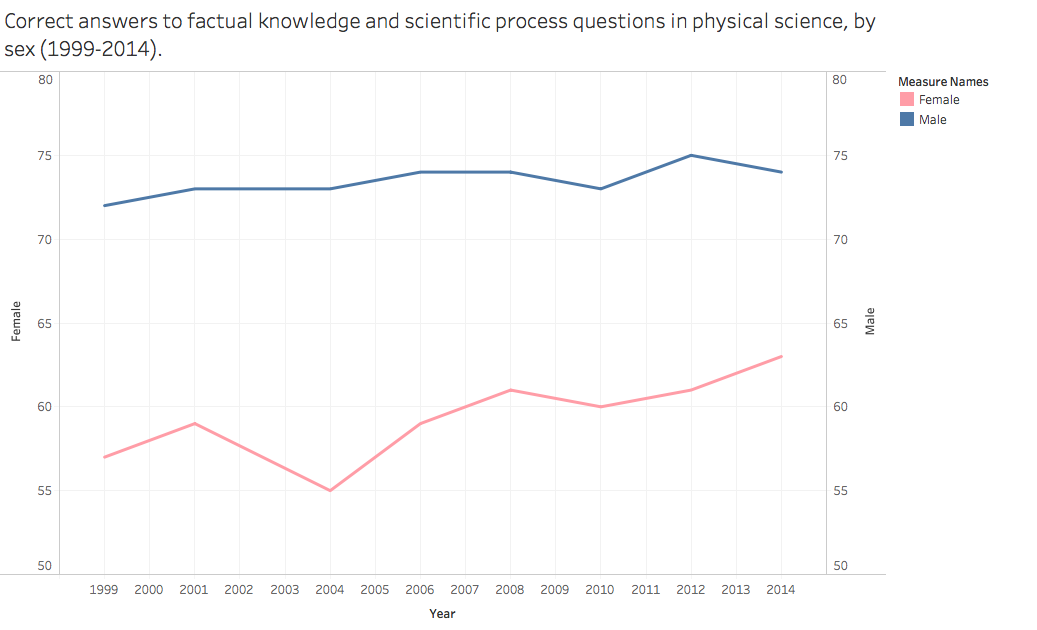 Correct answers to factual knowledge and scientific process questions in physical science, by
sex (1999-2014).
Measure Names
Female
Male
80
75
70
65
60
55
50
Female
80
75
70
65
60
55
50
Male
1999 2000 2001 2002 2003 2004 2005 2006 2007 2008 2009 2010 2011 2012 2013 2014
Year